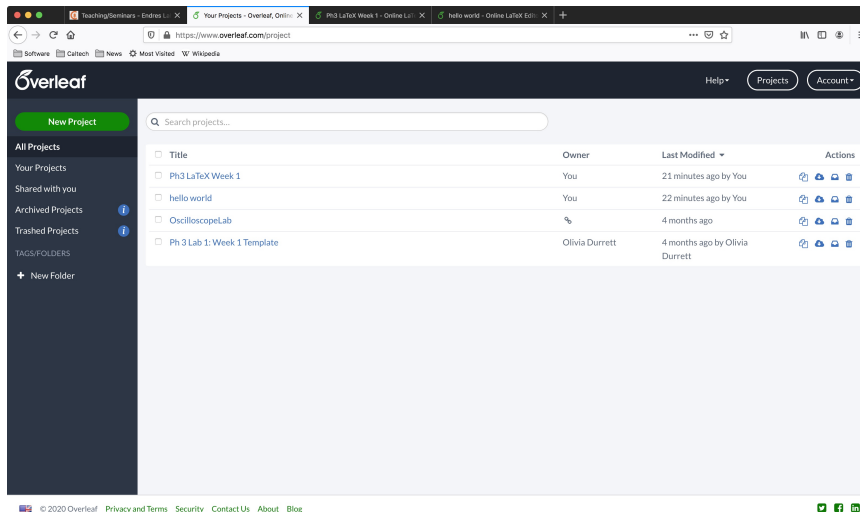 Teaching/Seminars - Endres La
Your Projects - Overleaf, Online
Ph3 LaTeX Week 1 - Online LaTe
hello world - Online LaTeX Edito
https://www.overleaf.com/project
Software Caltech News Most Visited W Wikipedia
Overleaf
Help
Projects
Account
New Project
Search projects...
All Projects
Your Projects
Shared with you
Archived Projects i
Trashed Projects i
TAGS/FOLDERS
+ New Folder
Title Owner Last Modified Actions
Ph3 LaTeX Week 1 You 21 minutes ago by You
hello world You 22 minutes ago by You
OscilloscopeLab 4 months ago
Ph 3 Lab 1: Week 1 Template Olivia Durrett 4 months ago by Olivia
Durrett
© 2020 Overleaf Privacy and Terms Security Contact Us About Blog